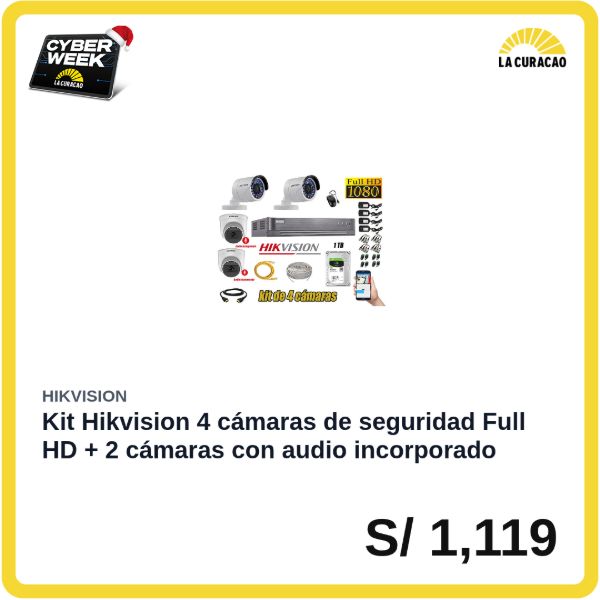 CYBER
WEEK
LA CURACAO
LA CURACAO
Full HD
1080
HIKVISION
1 TB
kit de 4 cámaras
HIKVISION
Kit Hikvision 4 cámaras de seguridad Full
HD + 2 cámaras con audio incorporado
S/ 1,119